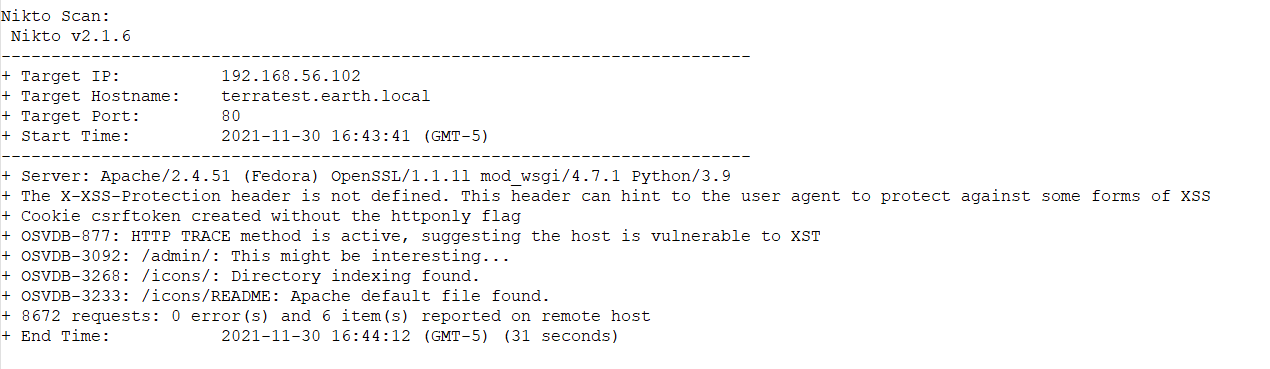 Nikto Scan:
 Nikto v2.1.6
---------------------------------------------------------------------------
+ Target IP:          192.168.56.102
+ Target Hostname:    terratest.earth.local
+ Target Port:        80
+ Start Time:         2021-11-30 16:43:41 (GMT-5)
---------------------------------------------------------------------------
+ Server: Apache/2.4.51 (Fedora) OpenSSL/1.1.1l mod_wsgi/4.7.1 Python/3.9
+ The X-XSS-Protection header is not defined. This header can hint to the user agent to protect against some forms of XSS
+ Cookie csrftoken created without the httponly flag
+ OSVDB-877: HTTP TRACE method is active, suggesting the host is vulnerable to XST
+ OSVDB-3092: /admin/: This might be interesting...
+ OSVDB-3268: /icons/: Directory indexing found.
+ OSVDB-3233: /icons/README: Apache default file found.
+ 8672 requests: 0 error(s) and 6 item(s) reported on remote host
+ End Time:           2021-11-30 16:44:12 (GMT-5) (31 seconds)